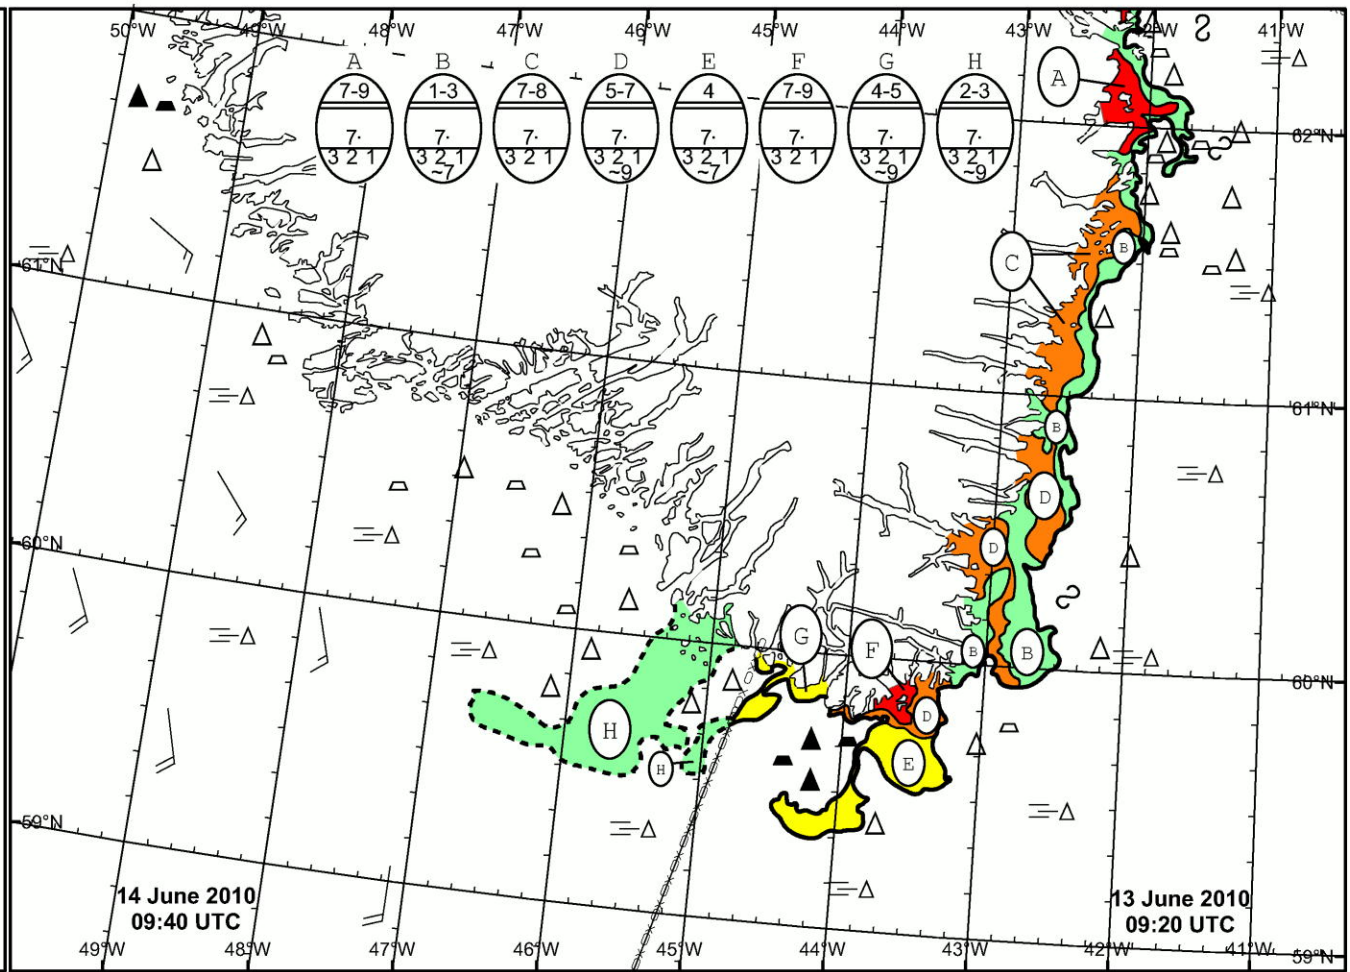 50°W 49°W 48°W 47°W 46°W 45°W 44°W 43°W 42°W 41°W
A B C D E F G H
7-9 1-3 7-8 5-7 4 7-9 4-5 2-3
7· 7· 7· 7· 7· 7· 7· 7·
3 2 1 3 2 1 3 2 1 3 2 1 3 2 1 3 2 1 3 2 1 3 2 1
~7 ~9 ~7 ~9 ~9
A
62°N
B
C
61°N
61°N
B
D
60°N
D
G F B B
60°N
H D
H E
59°N
14 June 2010
09:40 UTC
13 June 2010
09:20 UTC
49°W 48°W 47°W 46°W 45°W 44°W 43°W 42°W 41°W
59°N